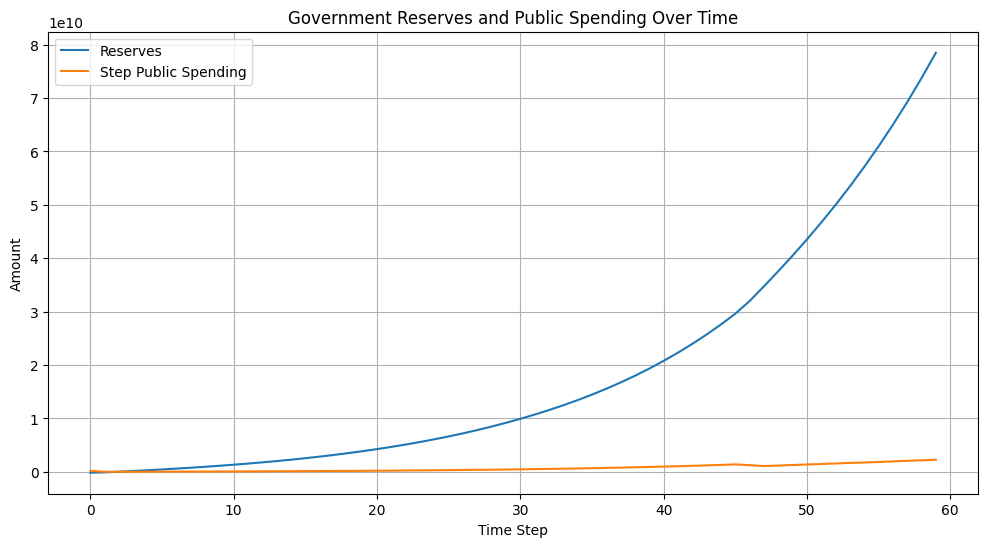 Government Reserves and Public Spending Over Time
1e10
Reserves
Step Public Spending
8
7
6
5
4
3
2
1
0
Amount
0 10 20 30 40 50 60
Time Step